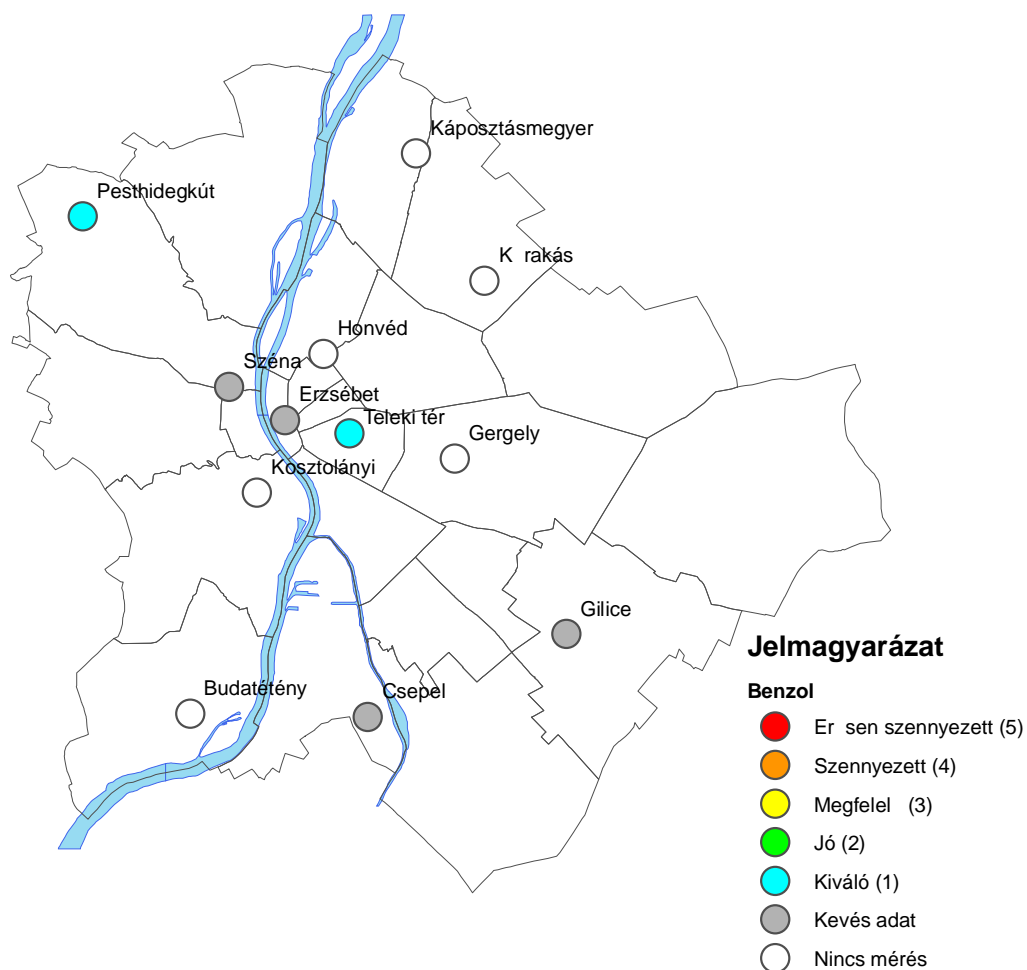 Káposztásmegyer
Pesthidegkút
K rakás
Honvéd
Széna
Erzsébet
Teleki tér
Gergely
Kosztolányi
Gilice
Budatétény
Csepel
Jelmagyarázat
Benzol
Er sen szennyezett (5)
Szennyezett (4)
Megfelel (3)
Jó (2)
Kiváló (1)
Kevés adat
Nincs mérés